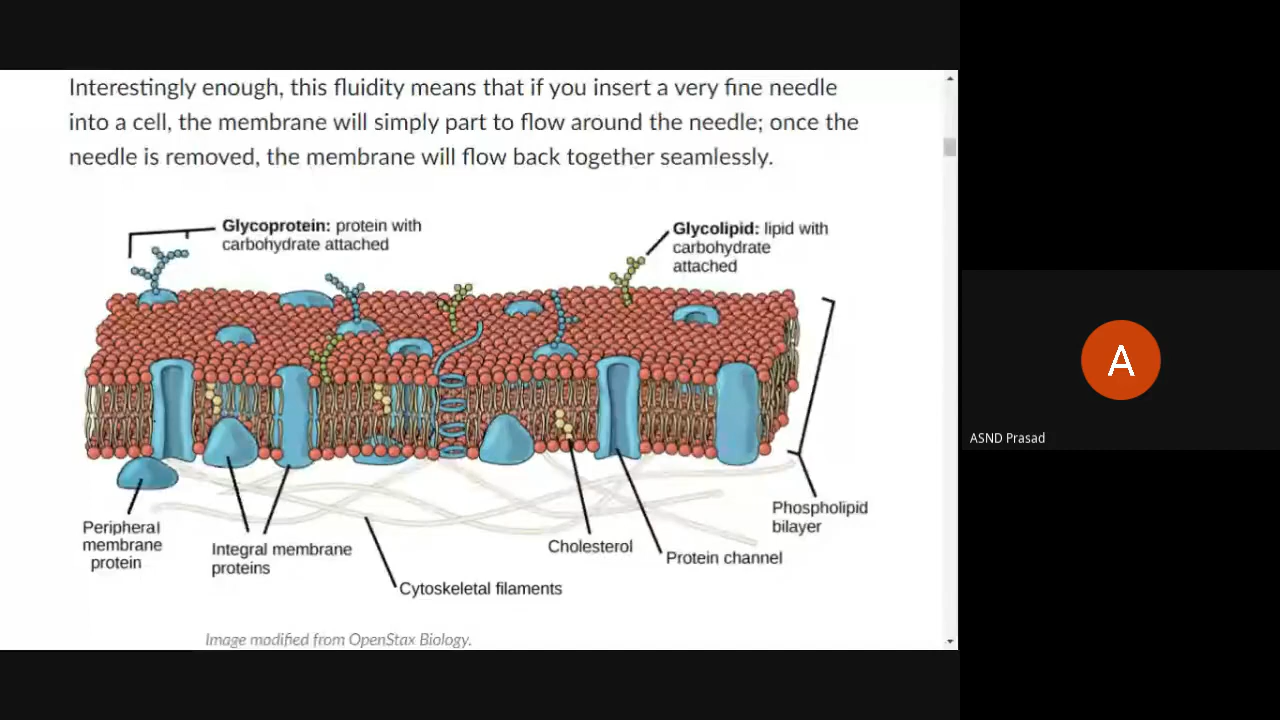 Interestingly enough, this fluidity means that if you insert a very fine needle
into a cell, the membrane will simply part to flow around the needle; once the
needle is removed, the membrane will flow back together seamlessly.
Glycoprotein: protein with
carbohydrate attached
Glycolipid: lipid with
carbohydrate
attached
Peripheral
membrane
protein
Integral membrane
proteins
Cytoskeletal filaments
Cholesterol
Protein channel
Phospholipid
bilayer
Image modified from OpenStax Biology.
A
ASND Prasad